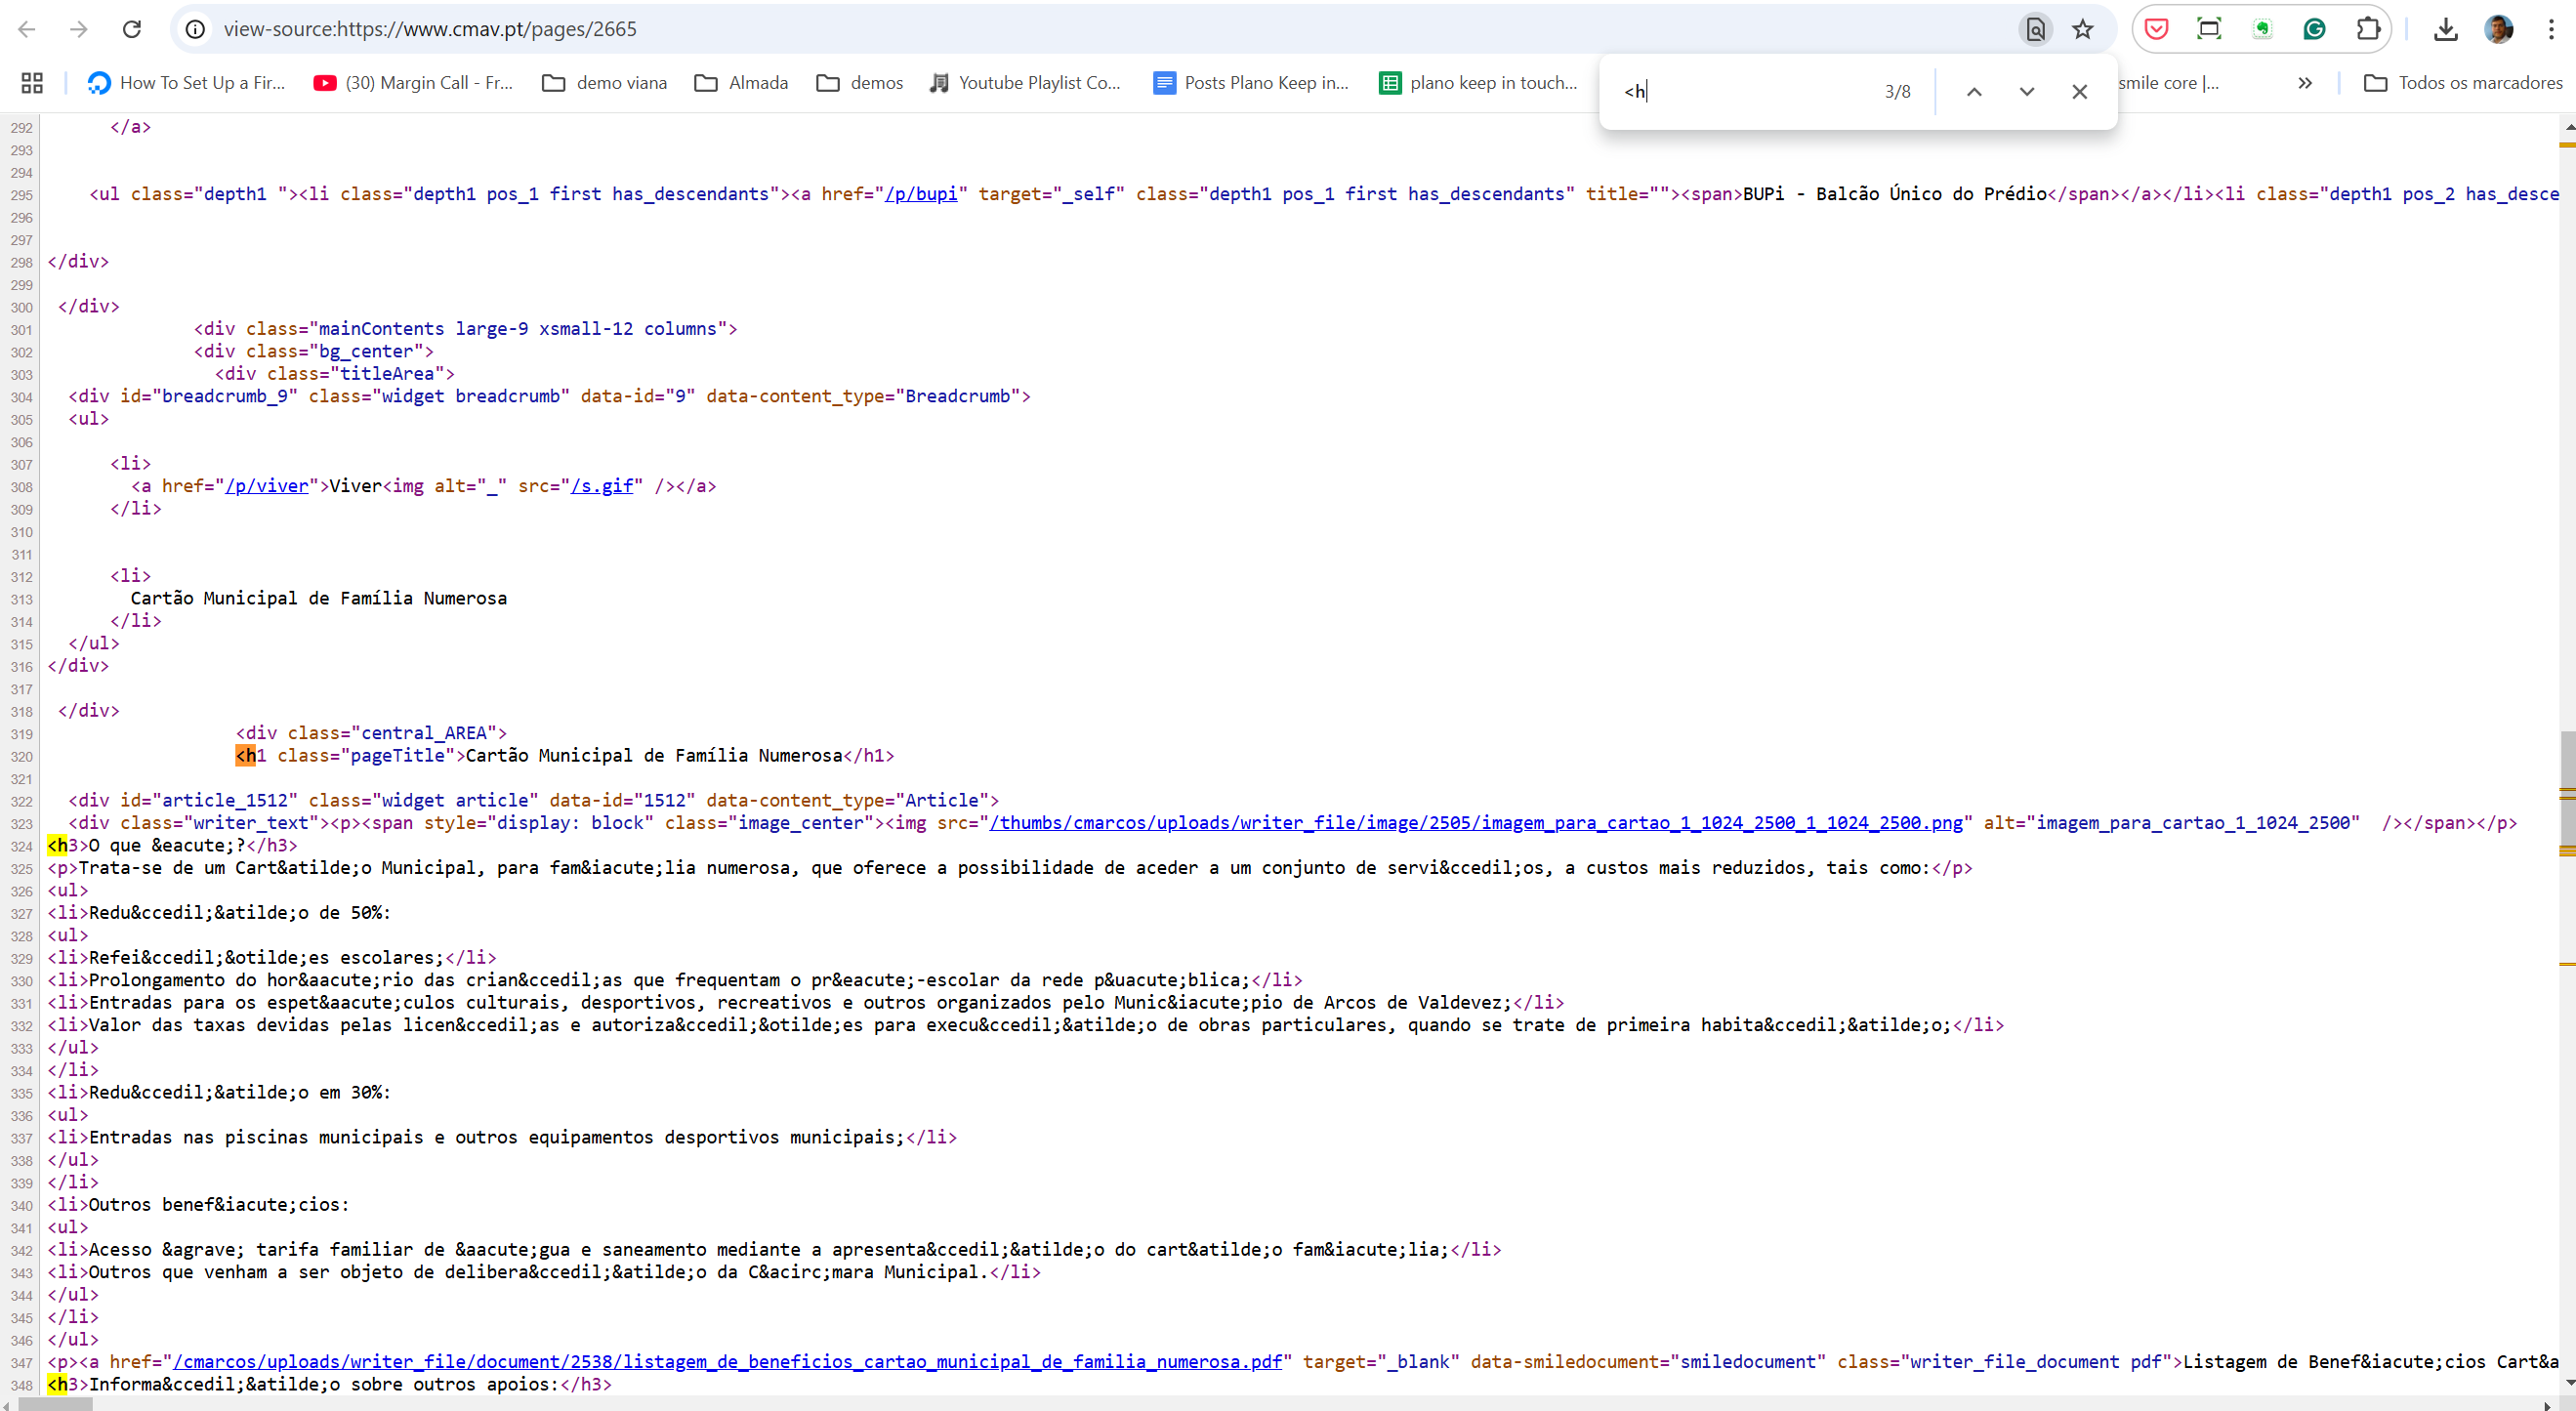 view-source:https://www.cmav.pt/pages/2665
How To Set Up a Fir...
(30) Margin Call - Fr...
demo viana
Almada
demos
Youtube Playlist Co...
Posts Plano Keep in...
plano keep in touch...
<h
3/8
smile core |...
»
Todos os marcadores
292 </a>
293
294
295 <ul class="depth1 "><li class="depth1 pos_1 first has_descendants"><a href="/p/bupi" target="_self" class="depth1 pos_1 first has_descendants" title=""><span>BUPi - Balcão Único do Prédio</span></a></li><li class="depth1 pos_2 has_desce
296
297
298 </div>
299
300 </div>
301 <div class="mainContents large-9 xsmall-12 columns">
302 <div class="bg_center">
303 <div class="titleArea">
304 <div id="breadcrumb_9" class="widget breadcrumb" data-id="9" data-content_type="Breadcrumb">
305 <ul>
306
307 <li>
308 <a href="/p/viver">Viver<img alt="_" src="/s.gif" /></a>
309 </li>
310
311
312 <li>
313 Cartão Municipal de Família Numerosa
314 </li>
315 </ul>
316 </div>
317
318 </div>
319 <div class="central_AREA">
320 <h1 class="pageTitle">Cartão Municipal de Família Numerosa</h1>
321
322 <div id="article_1512" class="widget article" data-id="1512" data-content_type="Article">
323 <div class="writer_text"><p><span style="display: block" class="image_center"><img src="/thumbs/cmarcos/uploads/writer_file/image/2505/imagem_para_cartao_1_1024_2500_1_1024_2500.png" alt="imagem_para_cartao_1_1024_2500" /></span></p>
324 <h3>O que &eacute;?</h3>
325 <p>Trata-se de um Cart&atilde;o Municipal, para fam&iacute;lia numerosa, que oferece a possibilidade de aceder a um conjunto de servi&ccedil;os, a custos mais reduzidos, tais como:</p>
326 <ul>
327 <li>Redu&ccedil;&atilde;o de 50%:
328 <ul>
329 <li>Refei&ccedil;&otilde;es escolares;</li>
330 <li>Prolongamento do hor&aacute;rio das crian&ccedil;as que frequentam o pr&eacute;-escolar da rede p&uacute;blica;</li>
331 <li>Entradas para os espet&aacute;culos culturais, desportivos, recreativos e outros organizados pelo Munic&iacute;pio de Arcos de Valdevez;</li>
332 <li>Valor das taxas devidas pelas licen&ccedil;as e autoriza&ccedil;&otilde;es para execu&ccedil;&atilde;o de obras particulares, quando se trate de primeira habita&ccedil;&atilde;o;</li>
333 </ul>
334 </li>
335 <li>Redu&ccedil;&atilde;o em 30%:
336 <ul>
337 <li>Entradas nas piscinas municipais e outros equipamentos desportivos municipais;</li>
338 </ul>
339 </li>
340 <li>Outros benef&iacute;cios:
341 <ul>
342 <li>Acesso &agrave; tarifa familiar de &aacute;gua e saneamento mediante a apresenta&ccedil;&atilde;o do cart&atilde;o fam&iacute;lia;</li>
343 <li>Outros que venham a ser objeto de delibera&ccedil;&atilde;o da C&acirc;mara Municipal.</li>
344 </ul>
345 </li>
346 </ul>
347 <p><a href="/cmarcos/uploads/writer_file/document/2538/listagem_de_beneficios_cartao_municipal_de_familia_numerosa.pdf" target="_blank" data-smiledocument="smiledocument" class="writer_file_document pdf">Listagem de Benef&iacute;cios Cart&a
348 <h3>Informa&ccedil;&atilde;o sobre outros apoios:</h3>